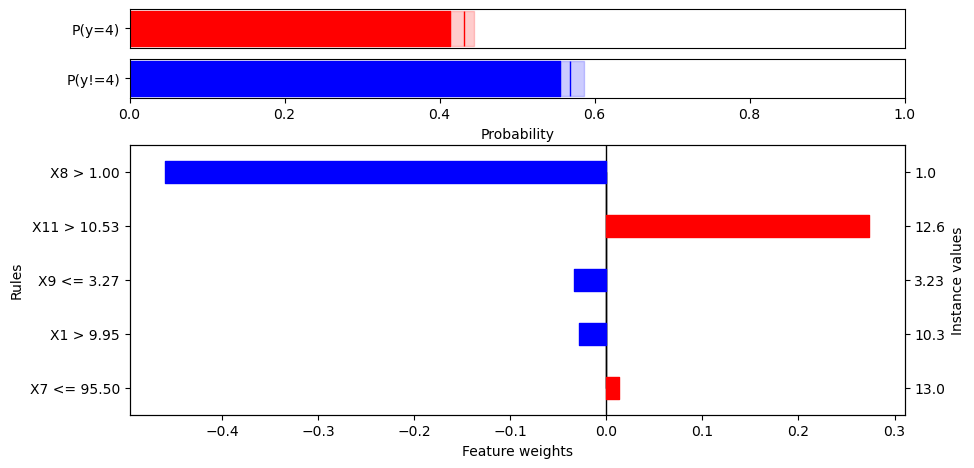 P(y=4)
P(y!=4)
0.0 0.2 0.4 0.6 0.8 1.0
Probability
X8 > 1.00 1.0
X11 > 10.53 12.6
X9 <= 3.27 3.23
X1 > 9.95 10.3
X7 <= 95.50 13.0
Rules
Instance values
−0.4 −0.3 −0.2 −0.1 0.0 0.1 0.2 0.3
Feature weights